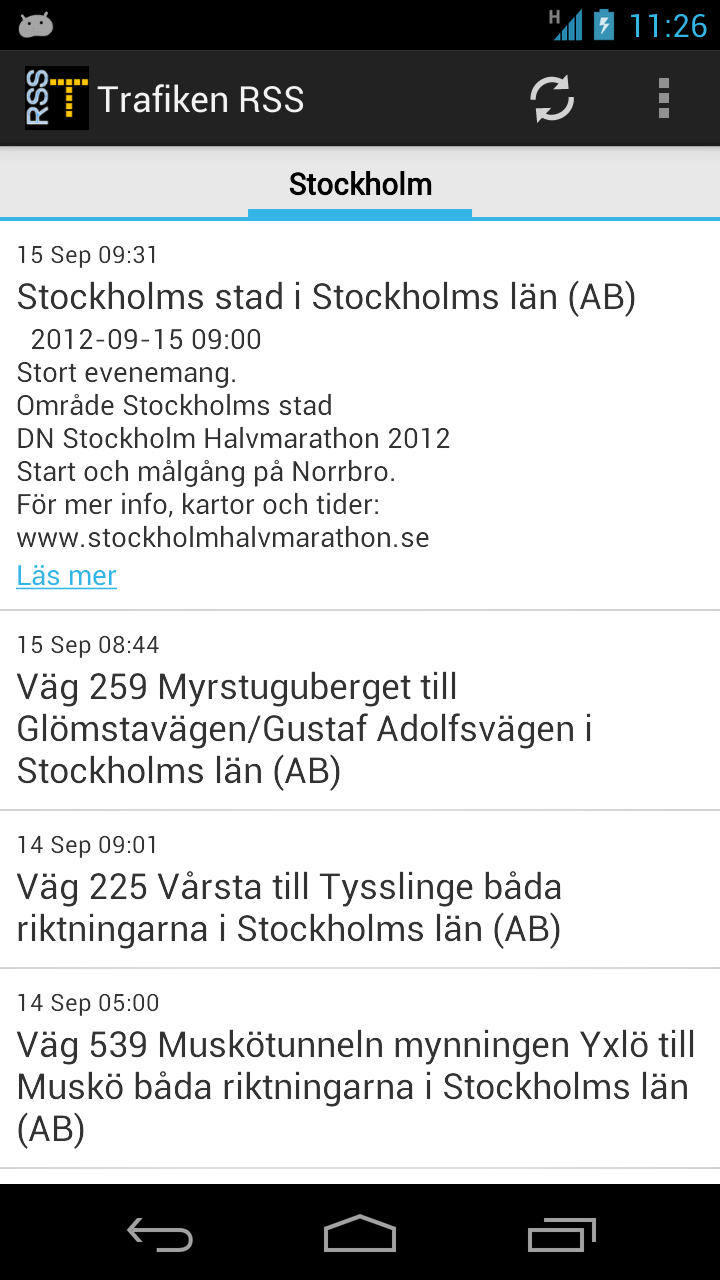 H 11:26
RSS T Trafiken RSS
Stockholm
15 Sep 09:31
Stockholms stad i Stockholms län (AB)
2012-09-15 09:00
Stort evenemang.
Område Stockholms stad
DN Stockholm Halvmarathon 2012
Start och målgång på Norrbro.
För mer info, kartor och tider:
www.stockholmhalvmarathon.se
Läs mer
15 Sep 08:44
Väg 259 Myrstuguberget till
Glömstavägen/Gustaf Adolfsvägen i
Stockholms län (AB)
14 Sep 09:01
Väg 225 Vårsta till Tysslinge båda
riktningarna i Stockholms län (AB)
14 Sep 05:00
Väg 539 Muskötunneln mynningen Yxlö till
Muskö båda riktningarna i Stockholms län
(AB)